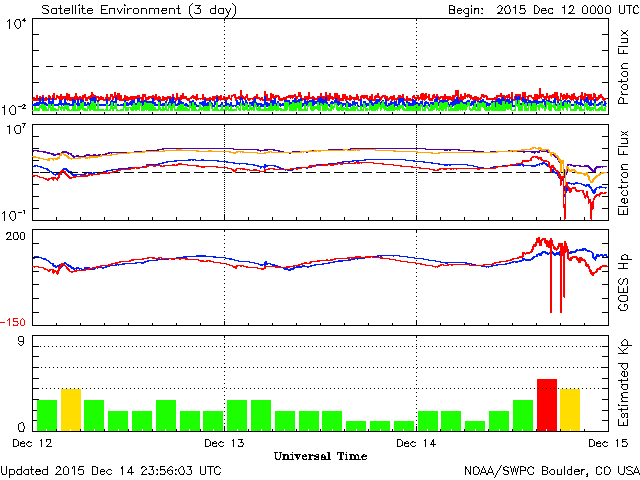 Satellite Environment (3 day) Begin: 2015 Dec 12 0000 UTC
10^4
10^-2
Proton Flux
10^7
10^-1
Electron Flux
200
-150
GOES Hp
9
0
Estimated Kp
Dec 12 Dec 13 Dec 14 Dec 15
Universal Time
Updated 2015 Dec 14 23:56:03 UTC NOAA/SWPC Boulder, CO USA